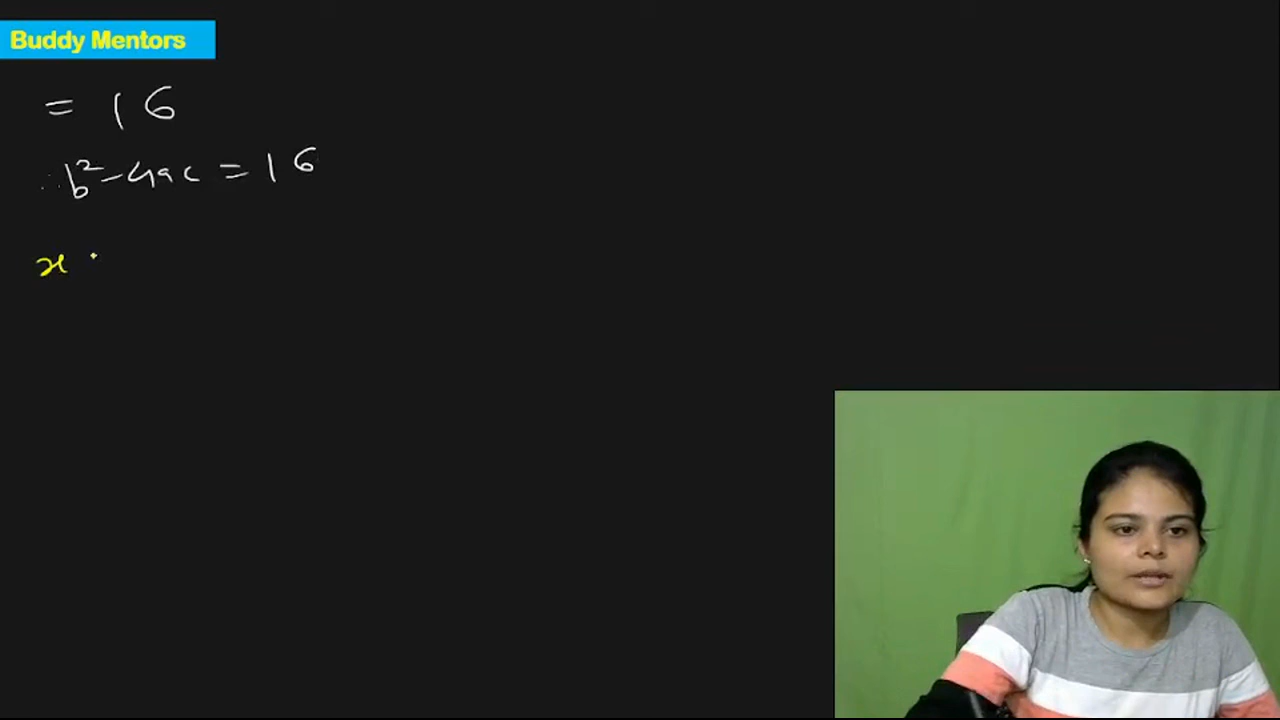 Buddy Mentors
= 16
∴ b² - 4ac = 16
x